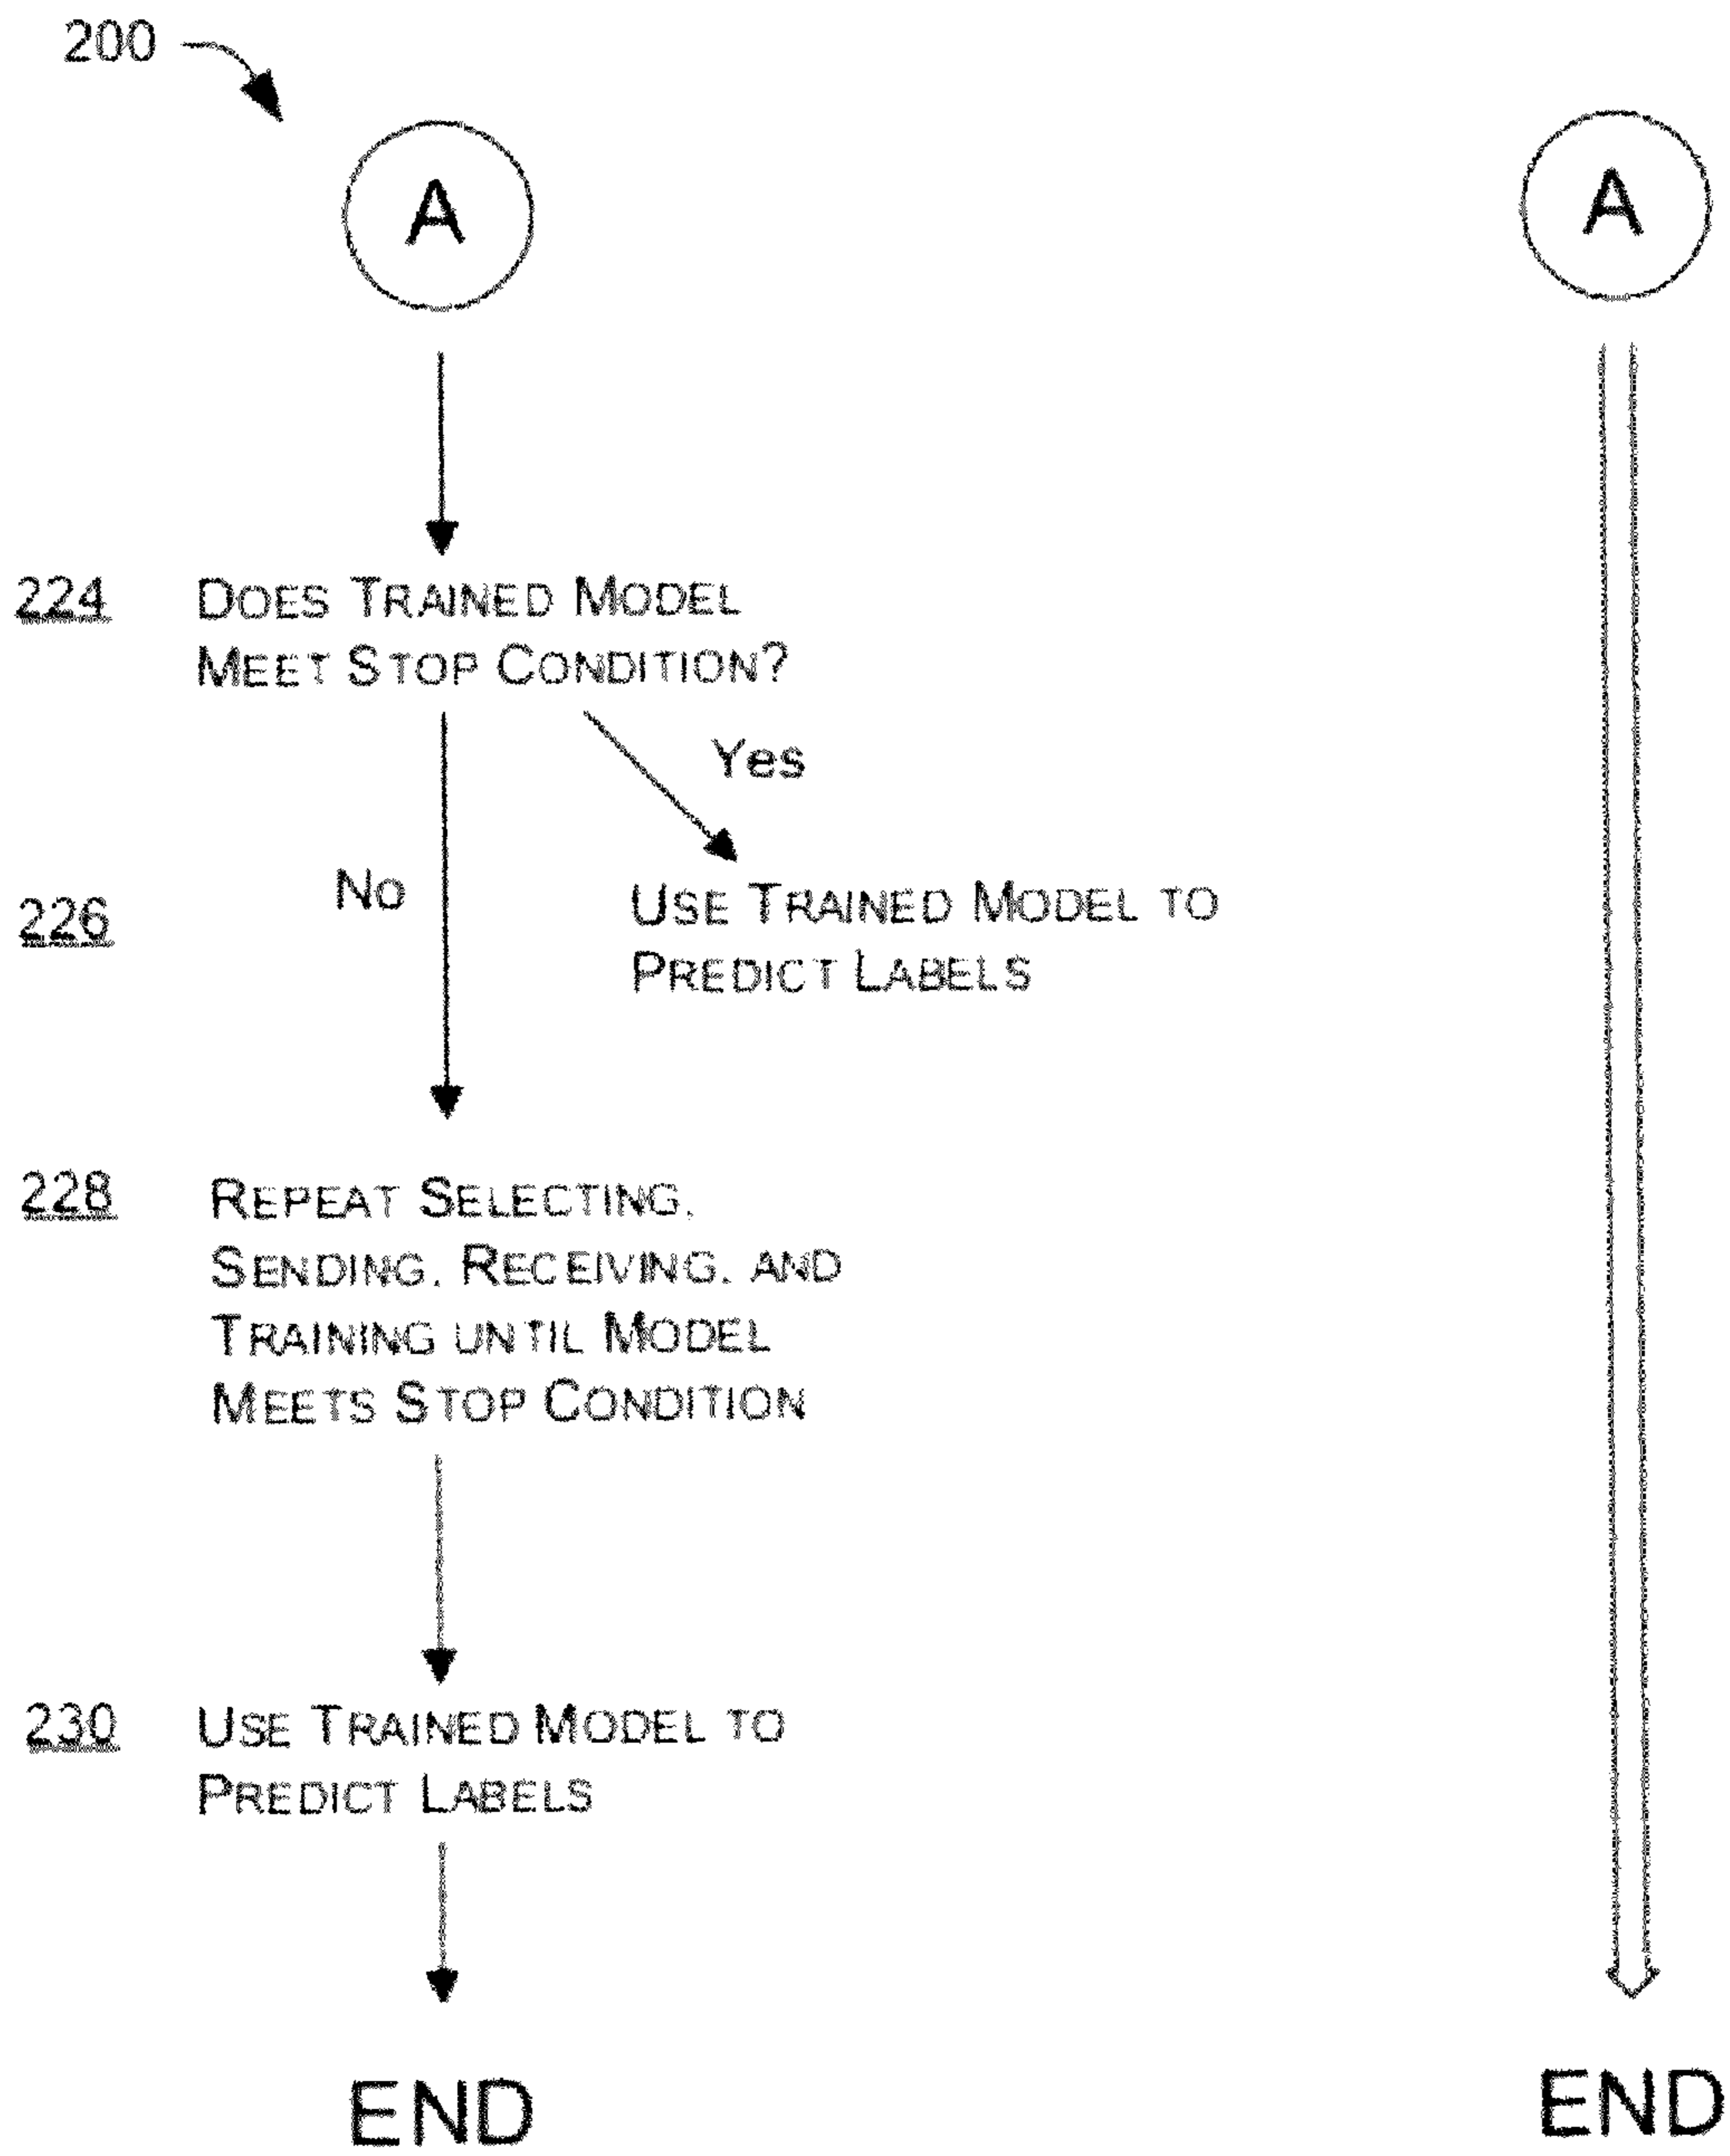 200
A
A
224
DOES TRAINED MODEL
MEET STOP CONDITION?
Yes
No
226
USE TRAINED MODEL TO
PREDICT LABELS
228
REPEAT SELECTING,
SENDING, RECEIVING, AND
TRAINING UNTIL MODEL
MEETS STOP CONDITION
230
USE TRAINED MODEL TO
PREDICT LABELS
END
END